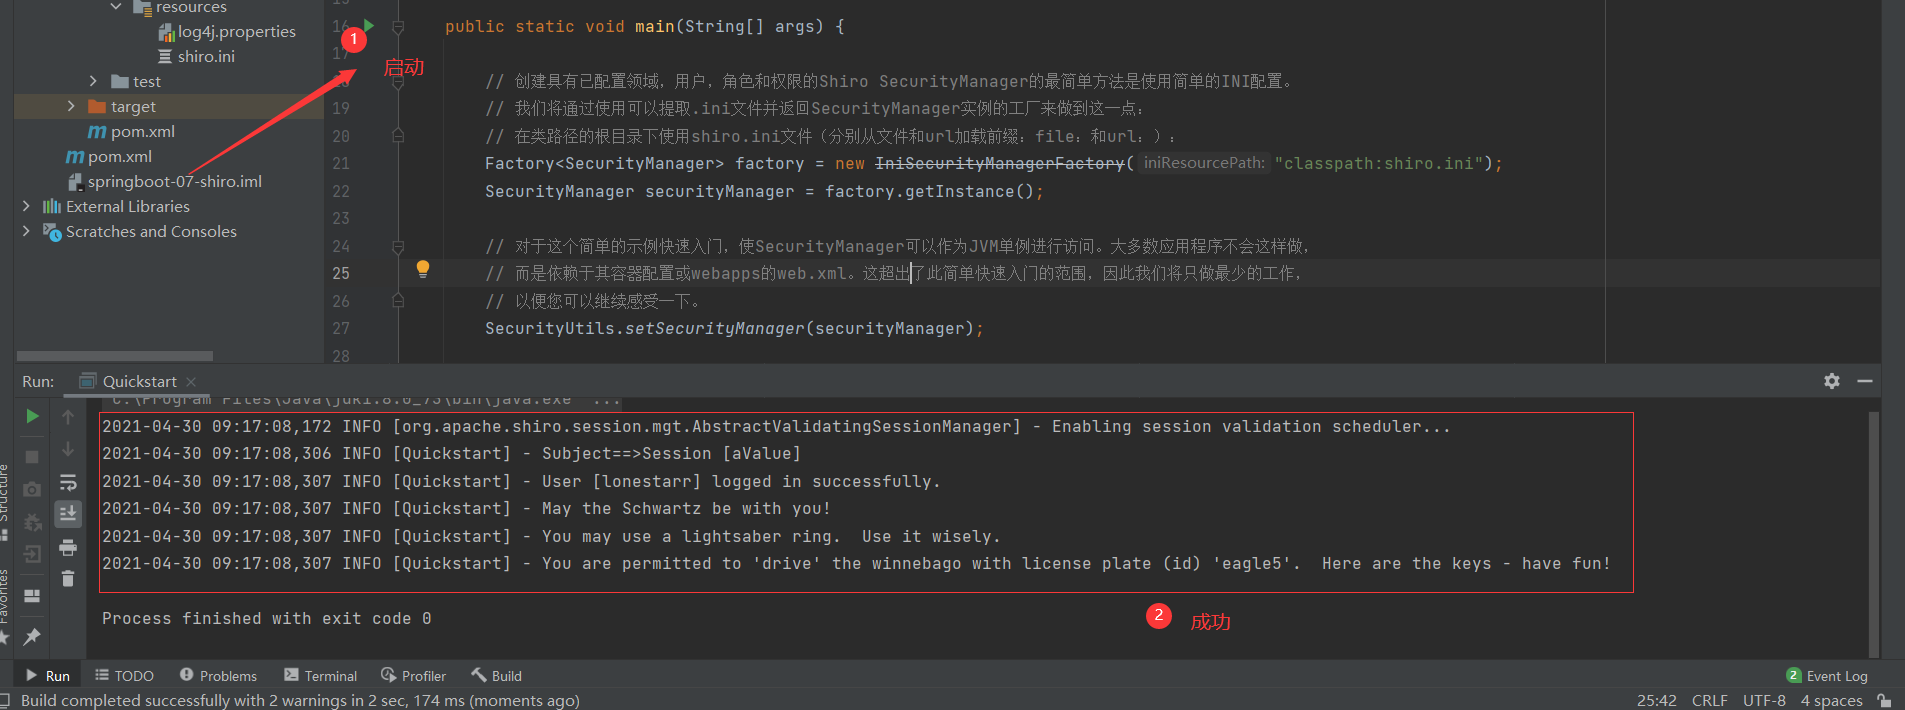 resources
log4j.properties
shiro.ini
test
target
pom.xml
pom.xml
springboot-07-shiro.iml
External Libraries
Scratches and Consoles
1
启动
16 public static void main(String[] args) {
17
// 创建具有已配置领域，用户，角色和权限的Shiro SecurityManager的最简单方法是使用简单的INI配置。
19 // 我们将通过使用可以提取.ini文件并返回SecurityManager实例的工厂来做到这一点：
20 // 在类路径的根目录下使用shiro.ini文件（分别从文件和url加载前缀：file：和url：）：
21 Factory<SecurityManager> factory = new IniSecurityManagerFactory( iniResourcePath: "classpath:shiro.ini");
22 SecurityManager securityManager = factory.getInstance();
23
24 // 对于这个简单的示例快速入门，使SecurityManager可以作为JVM单例进行访问。大多数应用程序不会这样做，
25 // 而是依赖于其容器配置或webapps的web.xml。这超出了此简单快速入门的范围，因此我们将只做最少的工作，
26 // 以便您可以继续感受一下。
27 SecurityUtils.setSecurityManager(securityManager);
28
Run: Quickstart
C:\Program Files\Java\jdk1.8.0_73\bin\java.exe ...
2021-04-30 09:17:08,172 INFO [org.apache.shiro.session.mgt.AbstractValidatingSessionManager] - Enabling session validation scheduler...
2021-04-30 09:17:08,306 INFO [Quickstart] - Subject==>Session [aValue]
2021-04-30 09:17:08,307 INFO [Quickstart] - User [lonestarr] logged in successfully.
2021-04-30 09:17:08,307 INFO [Quickstart] - May the Schwartz be with you!
2021-04-30 09:17:08,307 INFO [Quickstart] - You may use a lightsaber ring.  Use it wisely.
2021-04-30 09:17:08,307 INFO [Quickstart] - You are permitted to 'drive' the winnebago with license plate (id) 'eagle5'.  Here are the keys - have fun!
Process finished with exit code 0
2 成功
Structure
Favorites
Run TODO Problems Terminal Profiler Build 2 Event Log
Build completed successfully with 2 warnings in 2 sec, 174 ms (moments ago) 25:42 CRLF UTF-8 4 spaces